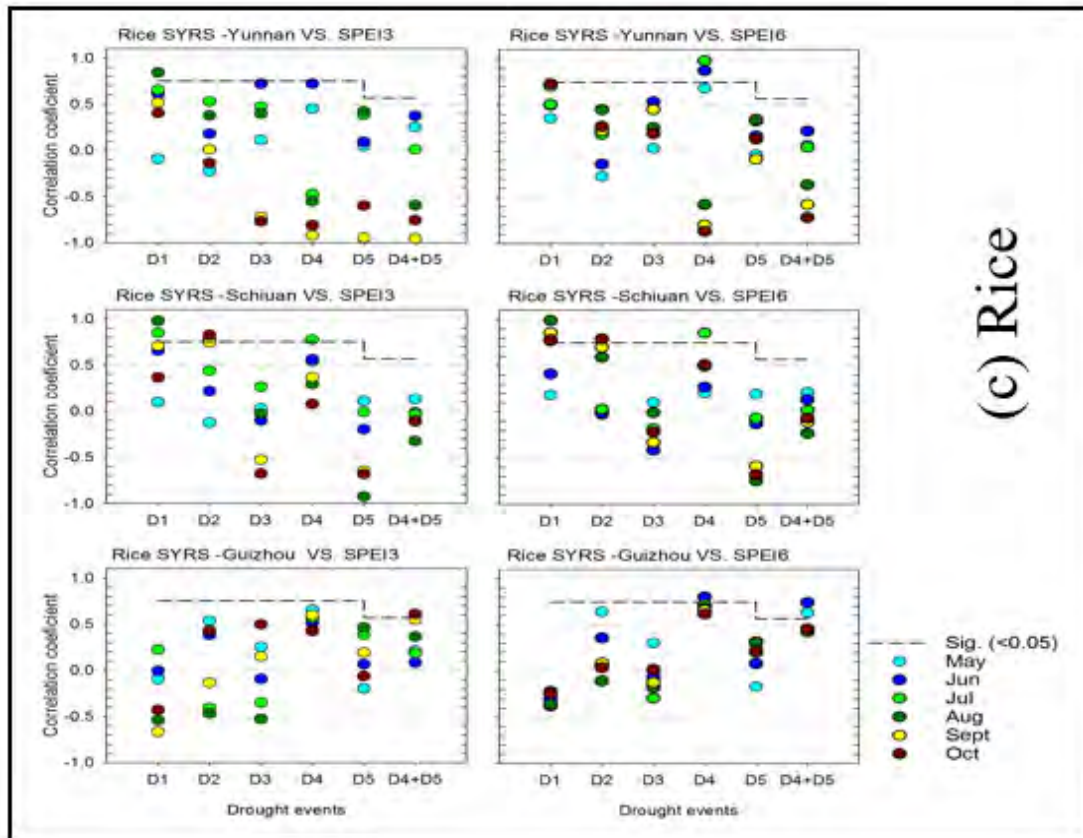 Rice SYRS -Yunnan VS. SPEI3
Rice SYRS -Yunnan VS. SPEI6
Correlation coeficient
1.0
0.5
0.0
-0.5
-1.0
D1 D2 D3 D4 D5 D4+D5
D1 D2 D3 D4 D5 D4+D5
Rice SYRS -Schiuan VS. SPEI3
Rice SYRS -Schiuan VS. SPEI6
Correlation coeficient
1.0
0.5
0.0
-0.5
-1.0
D1 D2 D3 D4 D5 D4+D5
D1 D2 D3 D4 D5 D4+D5
Rice SYRS -Guizhou VS. SPEI3
Rice SYRS -Guizhou VS. SPEI6
Correlation coeficient
1.0
0.5
0.0
-0.5
-1.0
D1 D2 D3 D4 D5 D4+D5
D1 D2 D3 D4 D5 D4+D5
Drought events
Drought events
(c) Rice
Sig. (<0.05)
May
Jun
Jul
Aug
Sept
Oct